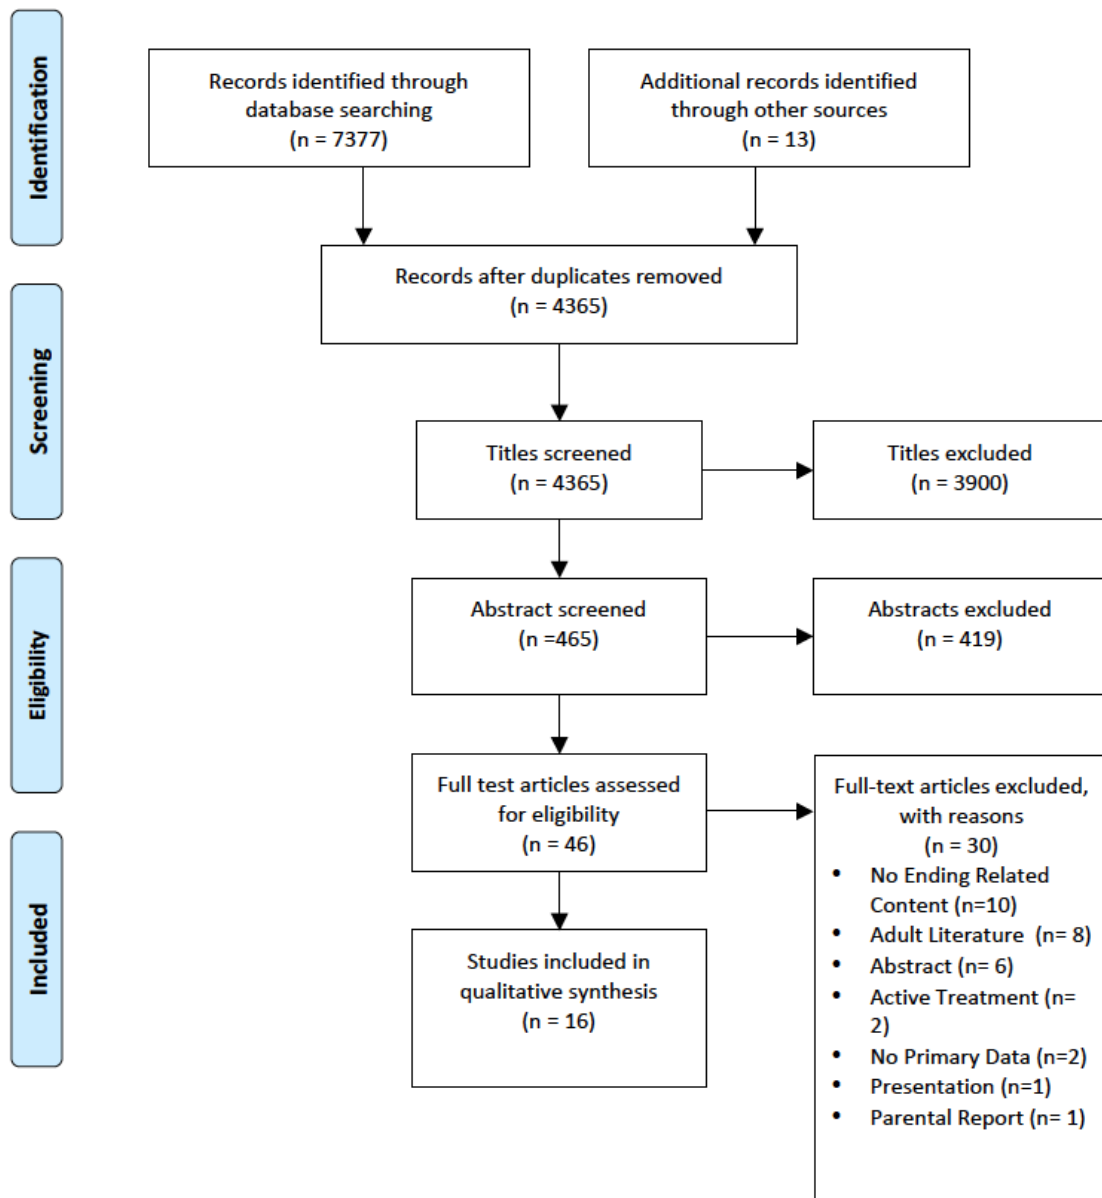 Identification
Records identified through
database searching
(n = 7377)
Additional records identified
through other sources
(n = 13)
Records after duplicates removed
(n = 4365)
Screening
Titles screened
(n = 4365)
Titles excluded
(n = 3900)
Eligibility
Abstract screened
(n =465)
Abstracts excluded
(n = 419)
Full test articles assessed
for eligibility
(n = 46)
Full-text articles excluded,
with reasons
(n = 30)
• No Ending Related
Content (n=10)
• Adult Literature (n= 8)
• Abstract (n= 6)
• Active Treatment (n=
2)
• No Primary Data (n=2)
• Presentation (n=1)
• Parental Report (n= 1)
Included
Studies included in
qualitative synthesis
(n = 16)